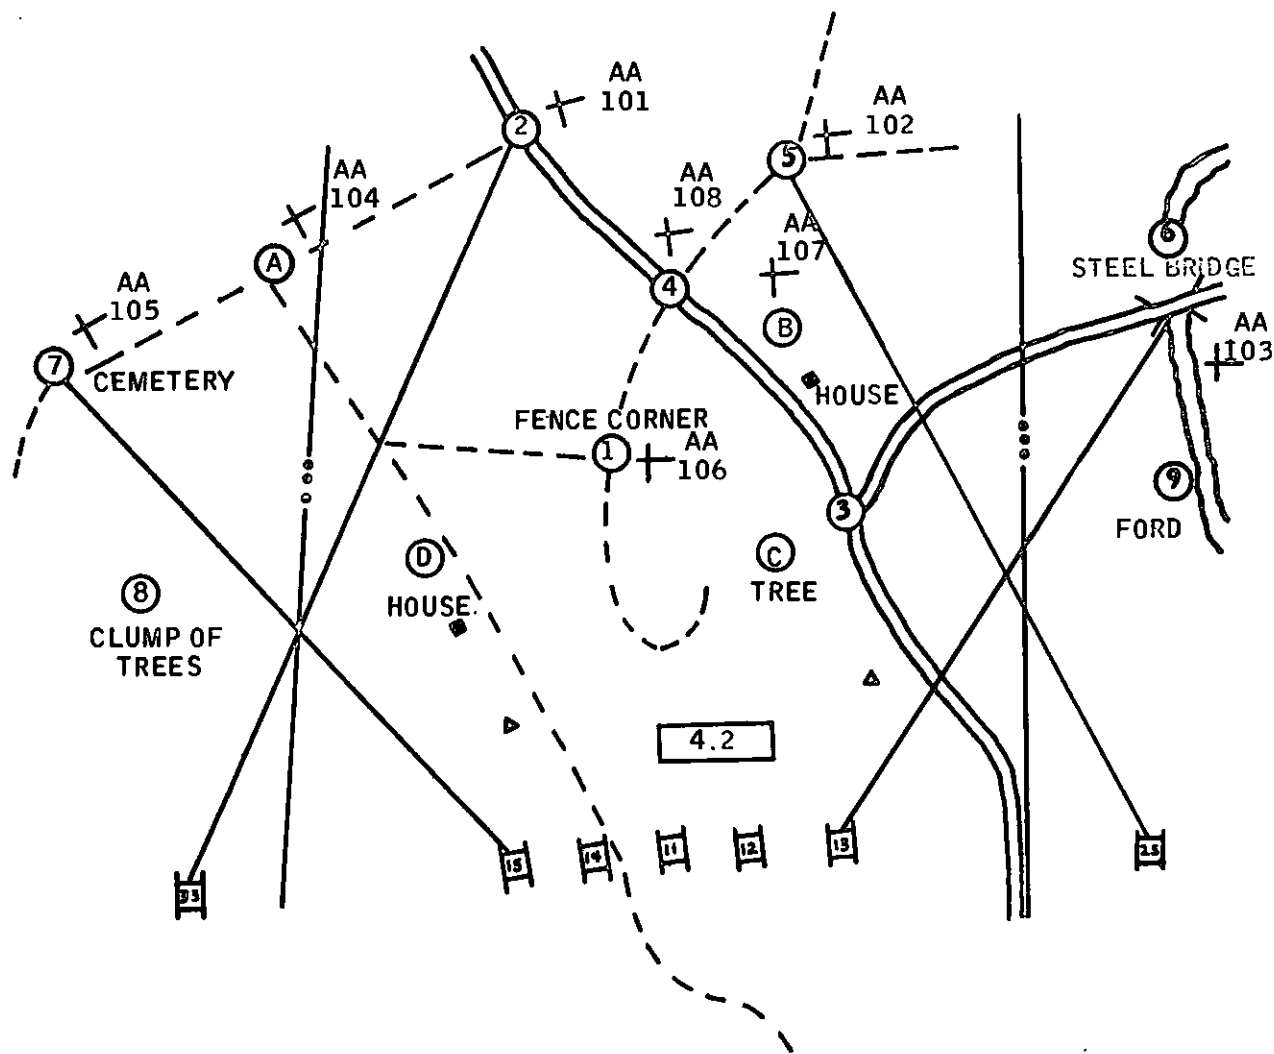 AA
101
2
AA
102
5
AA
104
AA
108
AA
107
6
STEEL BRIDGE
A
AA
105
4
B
AA
103
7
CEMETERY
HOUSE
FENCE CORNER
1
AA
106
9
FORD
3
D
C
TREE
8
HOUSE
CLUMP OF
TREES
4.2
33
15
14
11
12
13
25